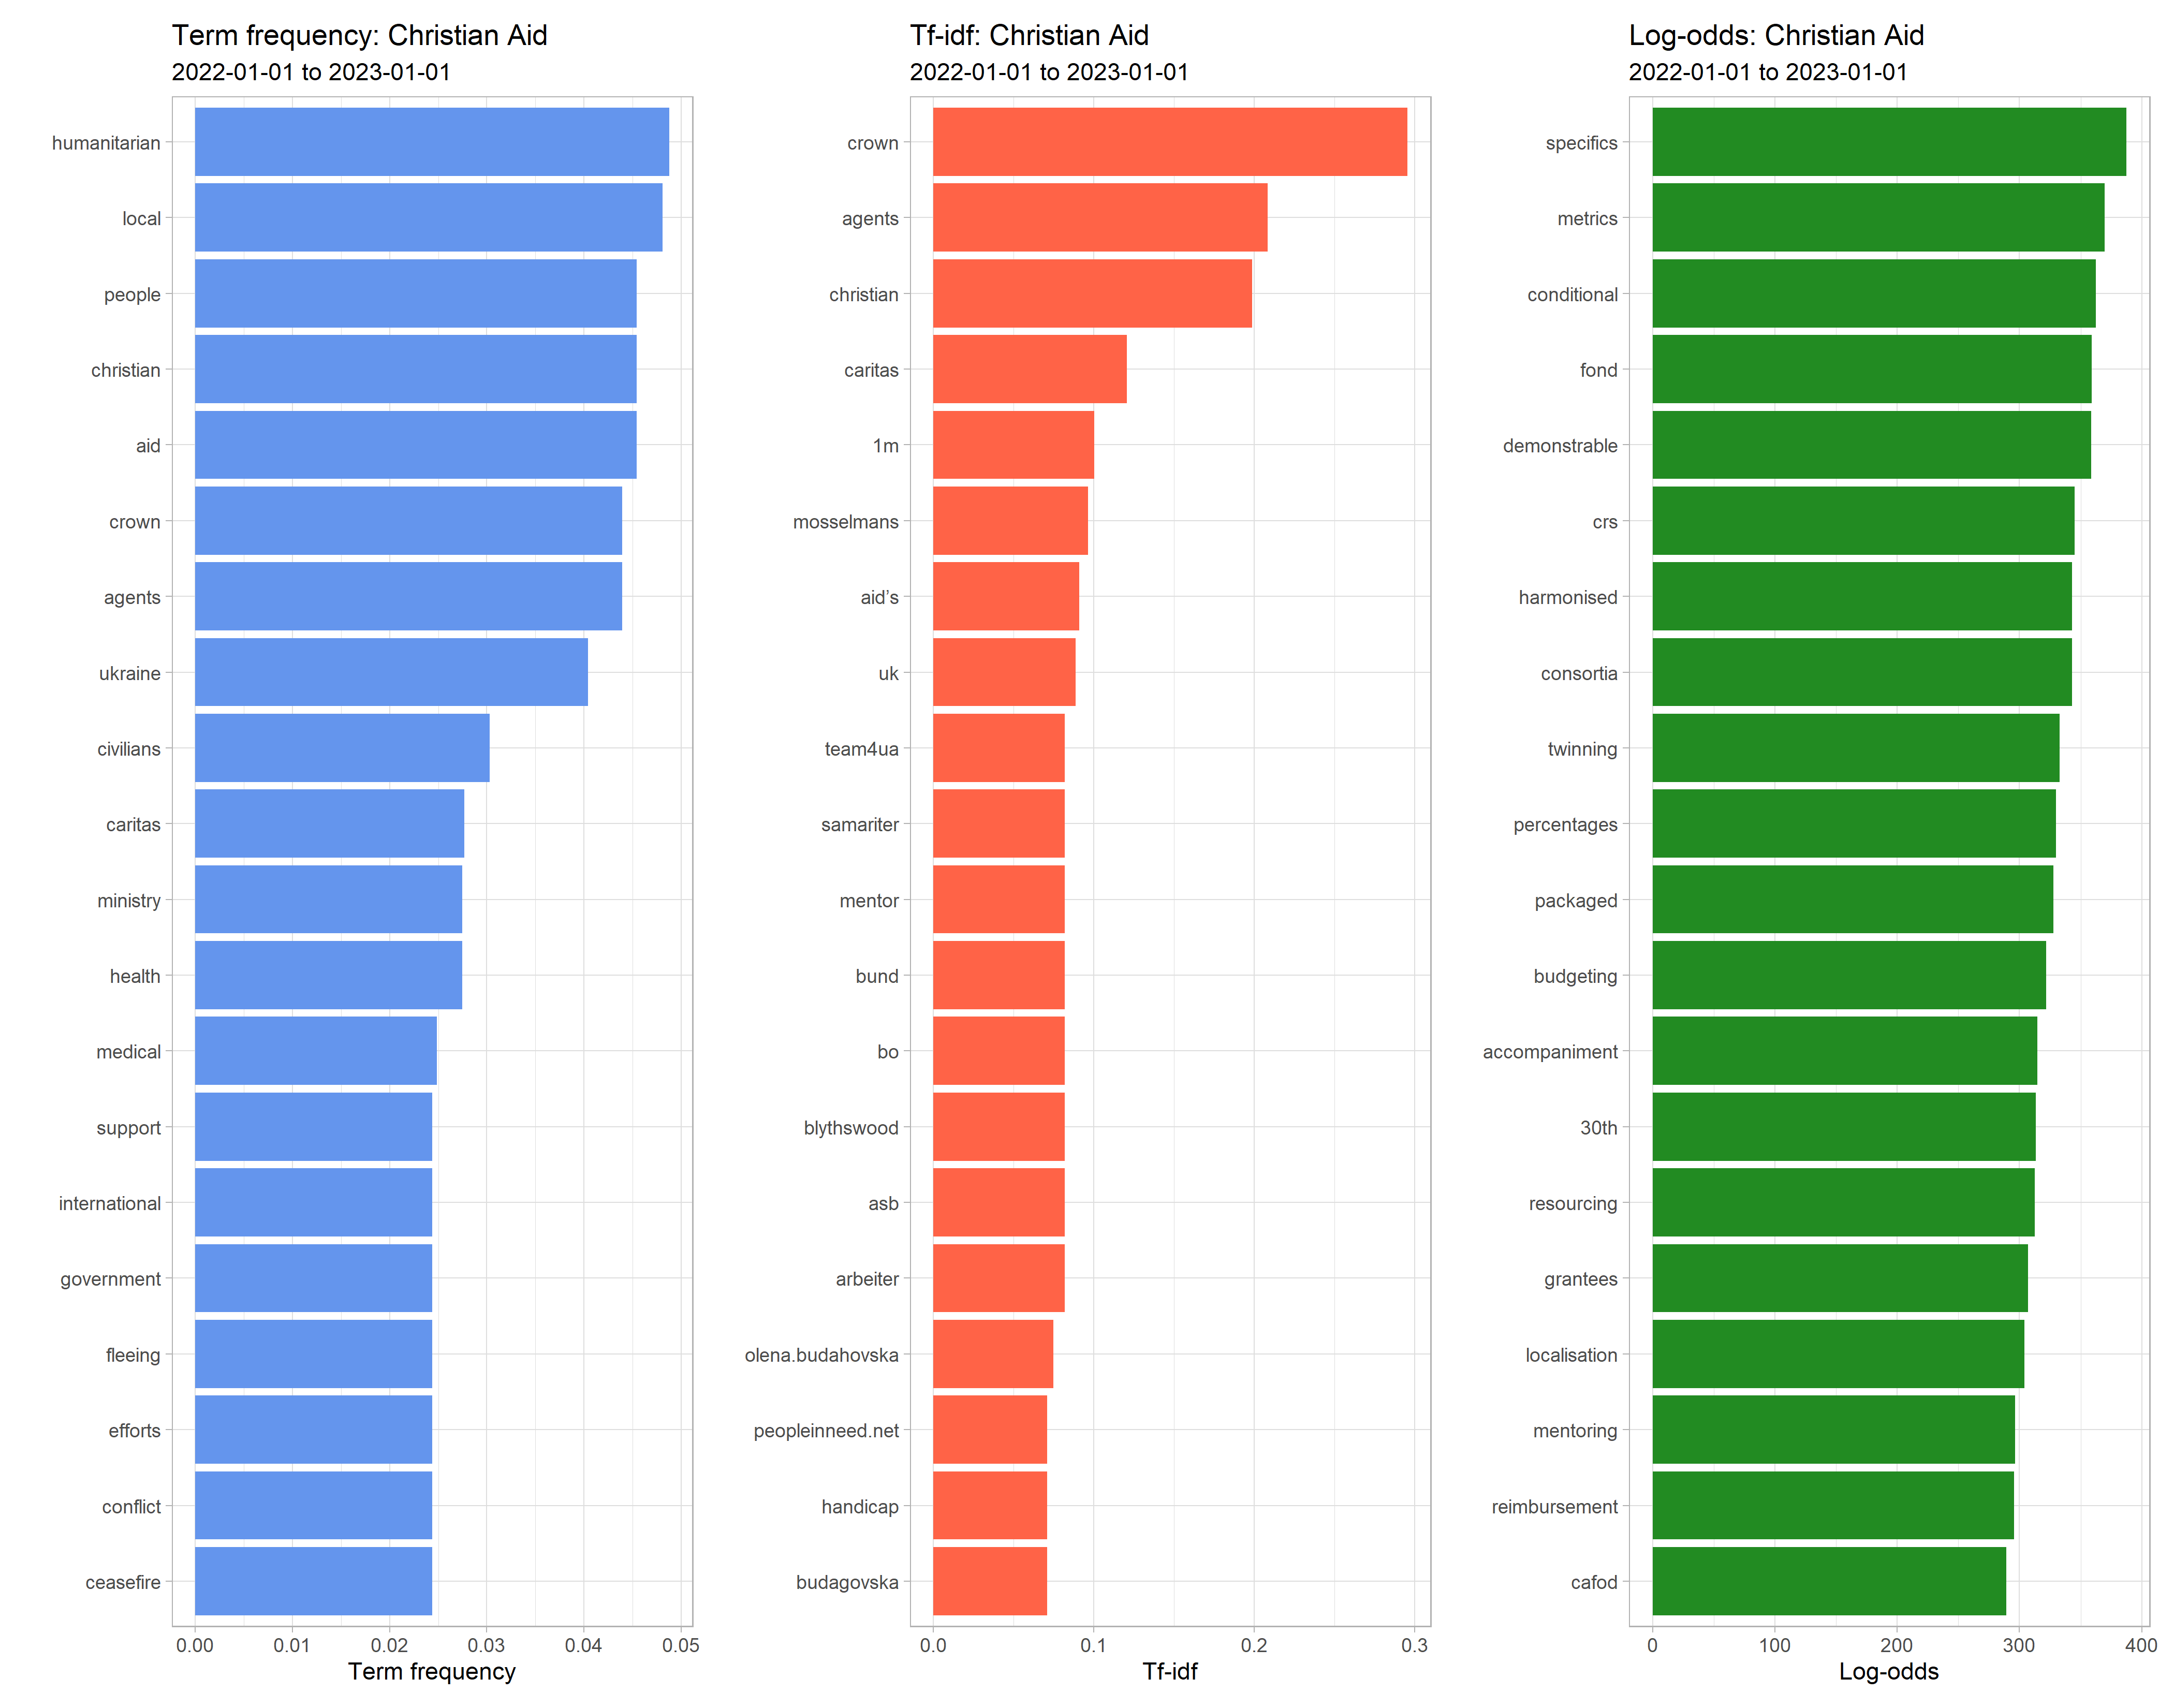 Term frequency: Christian Aid
2022-01-01 to 2023-01-01
humanitarian
local
people
christian
aid
crown
agents
ukraine
civilians
caritas
ministry
health
medical
support
international
government
fleeing
efforts
conflict
ceasefire
0.00 0.01 0.02 0.03 0.04 0.05
Term frequency
Tf-idf: Christian Aid
2022-01-01 to 2023-01-01
crown
agents
christian
caritas
1m
mosselmans
aid’s
uk
team4ua
samariter
mentor
bund
bo
blythswood
asb
arbeiter
olena.budahovska
peopleinneed.net
handicap
budagovska
0.0 0.1 0.2 0.3
Tf-idf
Log-odds: Christian Aid
2022-01-01 to 2023-01-01
specifics
metrics
conditional
fond
demonstrable
crs
harmonised
consortia
twinning
percentages
packaged
budgeting
accompaniment
30th
resourcing
grantees
localisation
mentoring
reimbursement
cafod
0 100 200 300 400
Log-odds